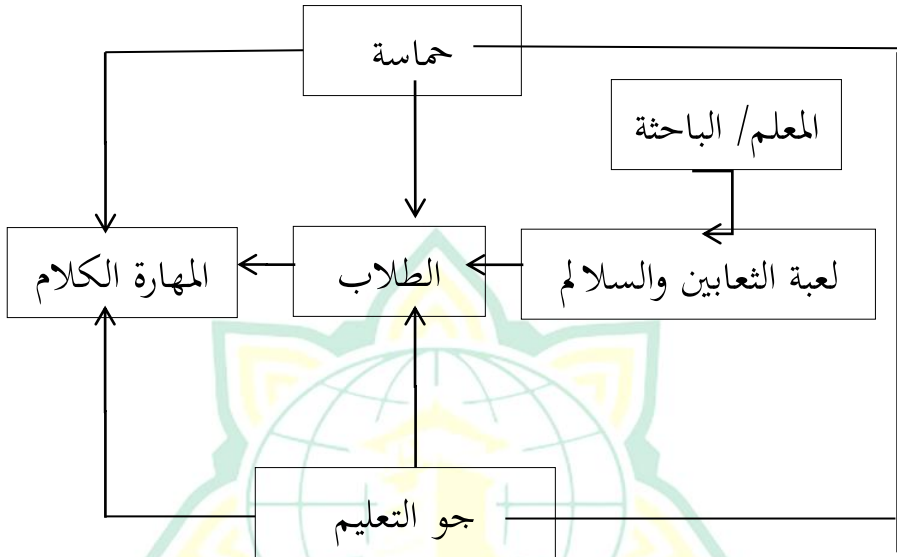 حماسة
المعلم/ الباحثة
لعبة الثعابين والسلالم
الطلاب
المهارة الكلام
جو التعليم